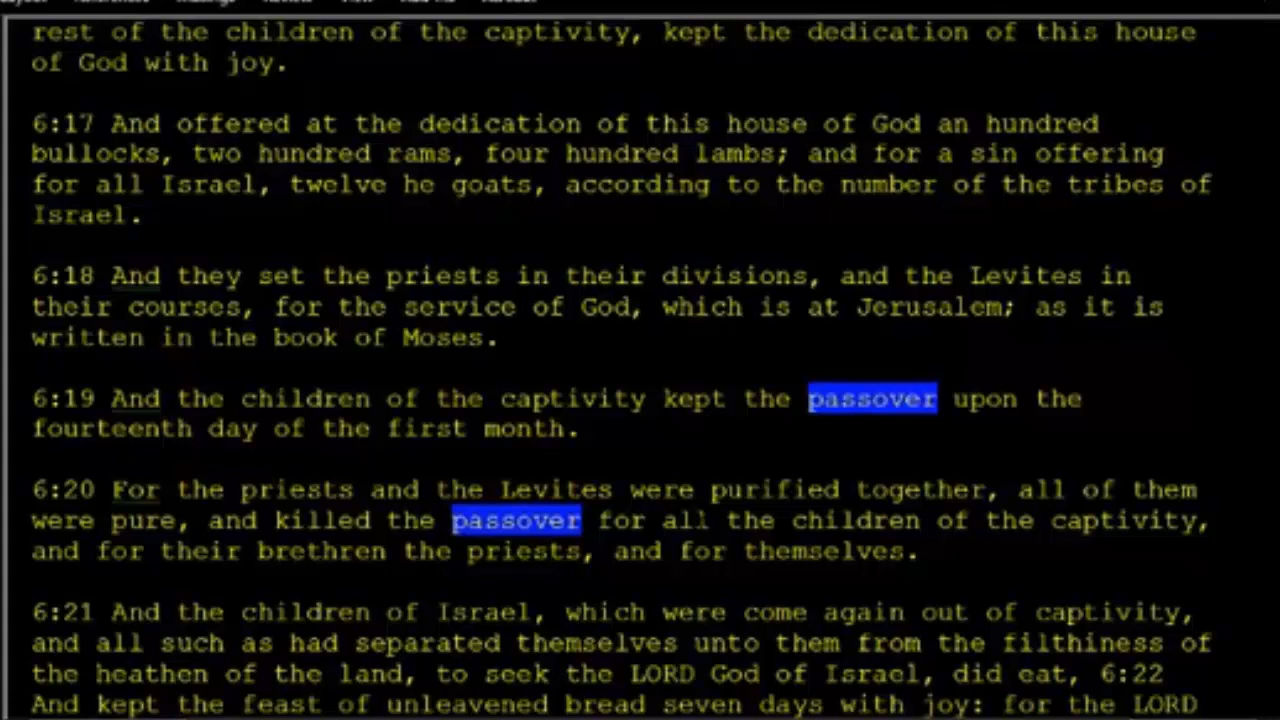 rest of the children of the captivity, kept the dedication of this house
of God with joy.
6:17 And offered at the dedication of this house of God an hundred
bullocks, two hundred rams, four hundred lambs; and for a sin offering
for all Israel, twelve he goats, according to the number of the tribes of
Israel.
6:18 And they set the priests in their divisions, and the Levites in
their courses, for the service of God, which is at Jerusalem; as it is
written in the book of Moses.
6:19 And the children of the captivity kept the passover upon the
fourteenth day of the first month.
6:20 For the priests and the Levites were purified together, all of them
were pure, and killed the passover for all the children of the captivity,
and for their brethren the priests, and for themselves.
6:21 And the children of Israel, which were come again out of captivity,
and all such as had separated themselves unto them from the filthiness of
the heathen of the land, to seek the LORD God of Israel, did eat, 6:22
And kept the feast of unleavened bread seven days with joy: for the LORD